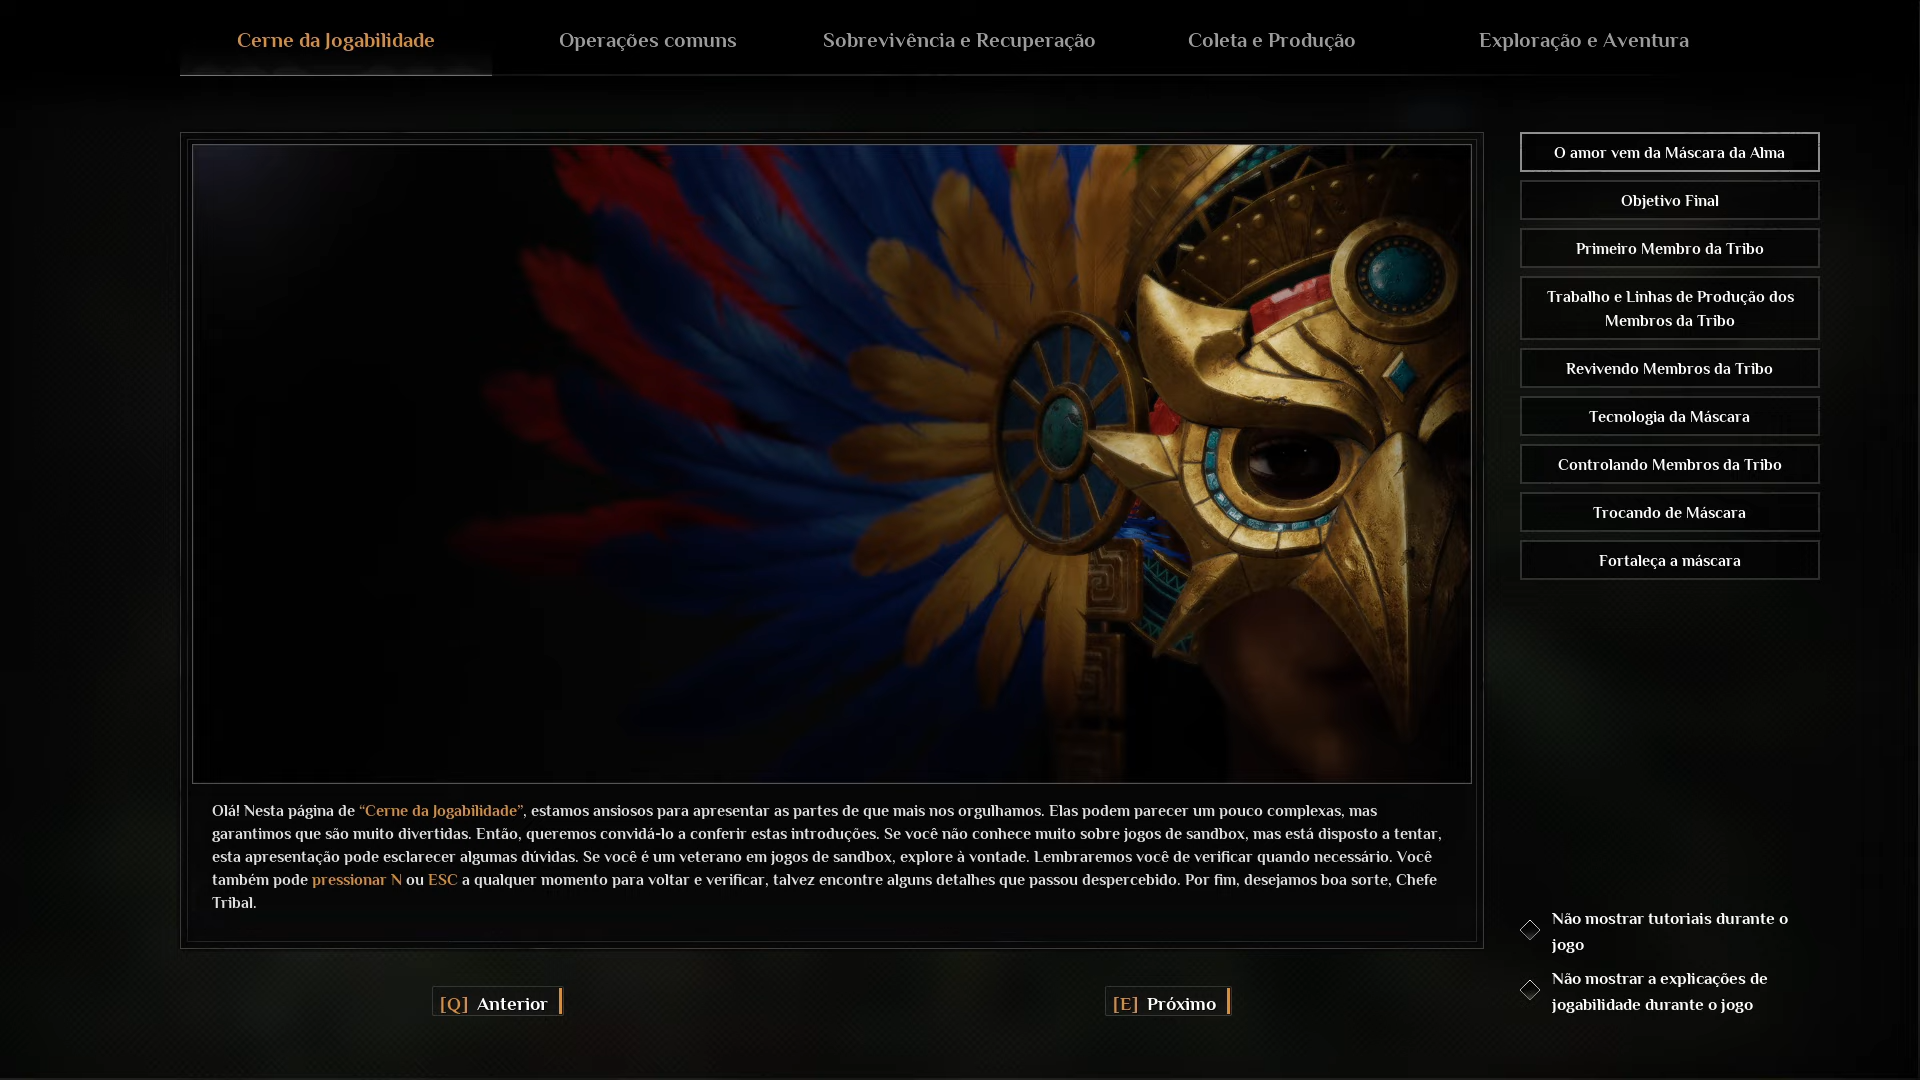 Cerne da Jogabilidade
Operações comuns
Sobrevivência e Recuperação
Coleta e Produção
Exploração e Aventura
O amor vem da Máscara da Alma
Objetivo Final
Primeiro Membro da Tribo
Trabalho e Linhas de Produção dos
Membros da Tribo
Revivendo Membros da Tribo
Tecnologia da Máscara
Controlando Membros da Tribo
Trocando de Máscara
Fortaleça a máscara
Olá! Nesta página de “Cerne da Jogabilidade”, estamos ansiosos para apresentar as partes de que mais nos orgulhamos. Elas podem parecer um pouco complexas, mas
garantimos que são muito divertidas. Então, queremos convidá-lo a conferir estas introduções. Se você não conhece muito sobre jogos de sandbox, mas está disposto a tentar,
esta apresentação pode esclarecer algumas dúvidas. Se você é um veterano em jogos de sandbox, explore à vontade. Lembraremos você de verificar quando necessário. Você
também pode pressionar N ou ESC a qualquer momento para voltar e verificar, talvez encontre alguns detalhes que passou despercebido. Por fim, desejamos boa sorte, Chefe
Tribal.
Não mostrar tutoriais durante o
jogo
Não mostrar a explicações de
jogabilidade durante o jogo
[Q] Anterior
[E] Próximo